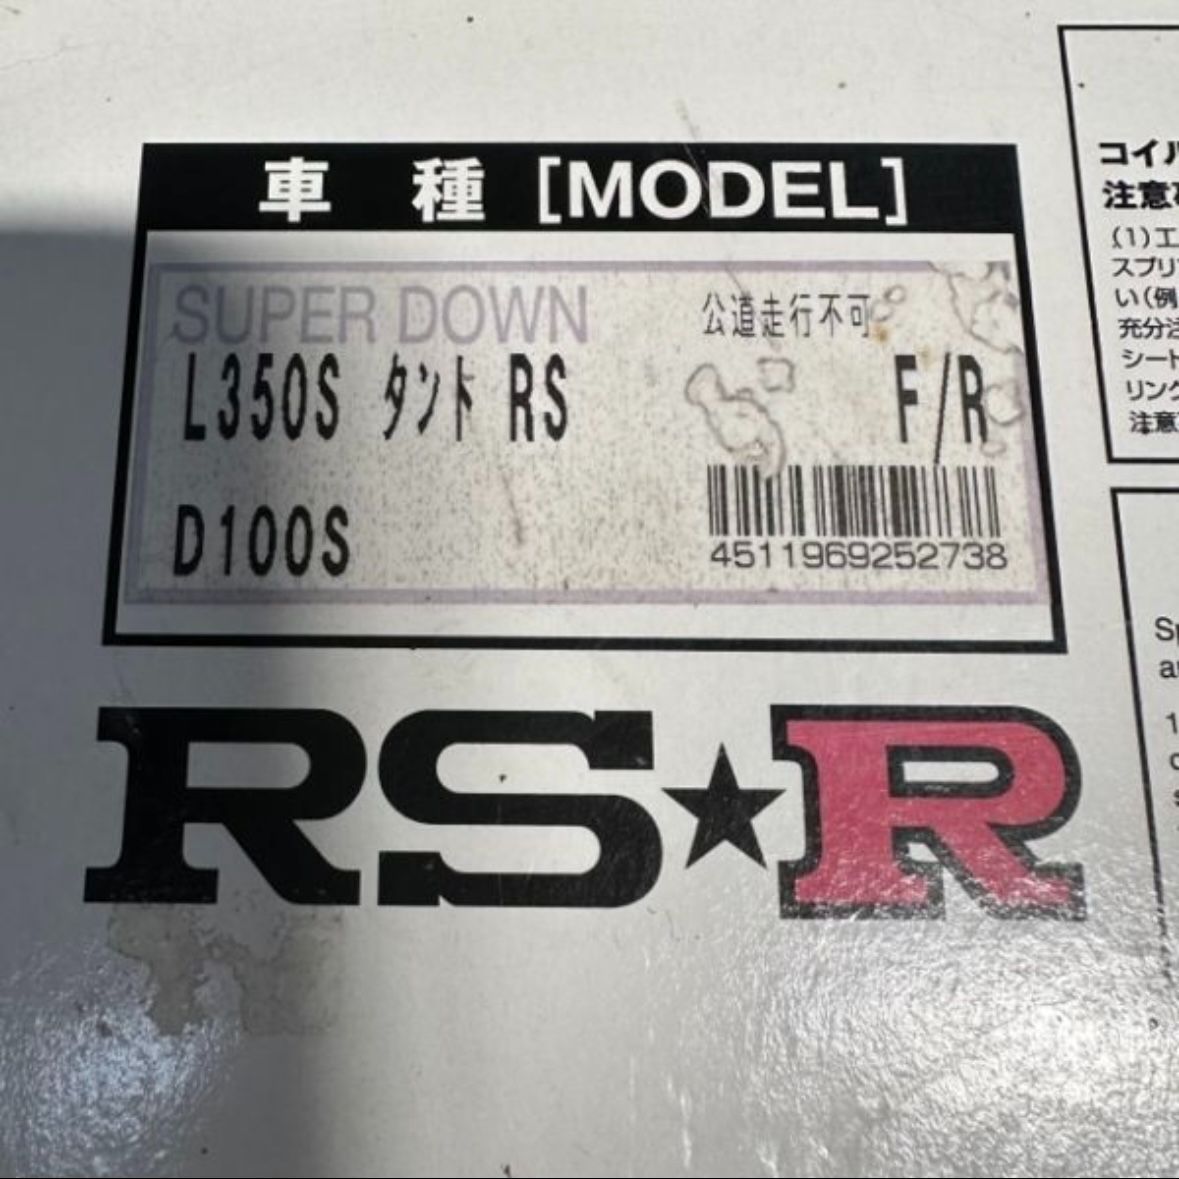 車 種 [MODEL]
SUPER DOWN
公道走行不可
L350S タント RS
F/R
D100S
4511969252738
RS★R
コイル
注意
(1)エ
スプリ
い(例
充分注
シート
リング
注意